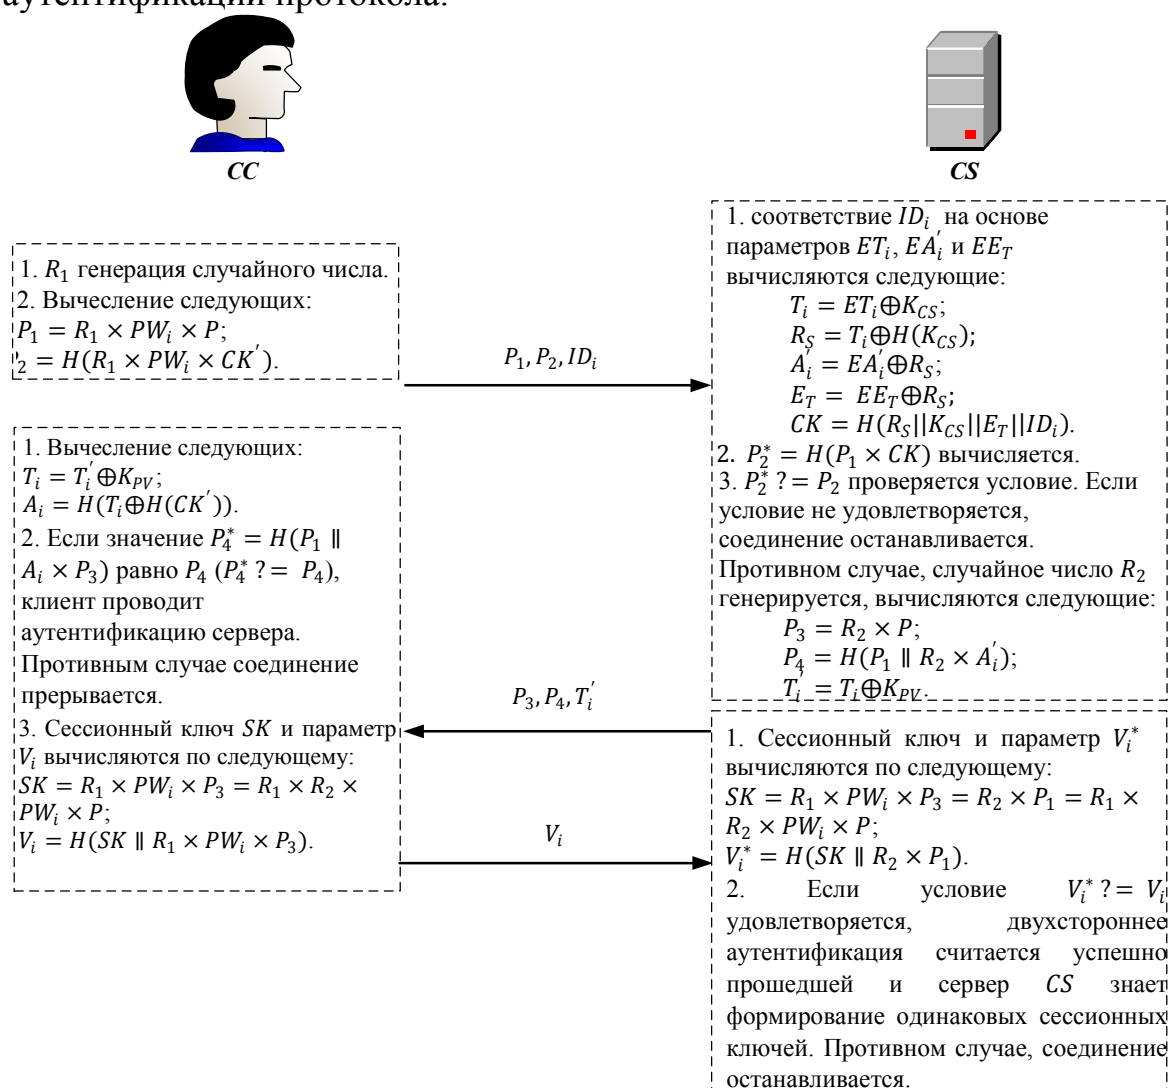 аутентификации протокола.
CC
CS
1. R₁ генерация случайного числа.
2. Вычесление следующих:
P₁ = R₁ × PWᵢ × P;
₂ = H(R₁ × PWᵢ × CK′).
P₁, P₂, IDᵢ
1. соответствие IDᵢ на основе
параметров ETᵢ, EA′ᵢ и EE_T
вычисляются следующие:
Tᵢ = ETᵢ⊕K_CS;
R_S = Tᵢ⊕H(K_CS);
A′ᵢ = EA′ᵢ⊕R_S;
E_T = EE_T⊕R_S;
CK = H(R_S||K_CS||E_T||IDᵢ).
2. P₂* = H(P₁ × CK) вычисляется.
3. P₂* ?= P₂ проверяется условие. Если
условие не удовлетворяется,
соединение останавливается.
Противном случае, случайное число R₂
генерируется, вычисляются следующие:
P₃ = R₂ × P;
P₄ = H(P₁ ∥ R₂ × A′ᵢ);
T′ᵢ = Tᵢ⊕K_PV.
P₃, P₄, T′ᵢ
1. Вычесление следующих:
Tᵢ = T′ᵢ⊕K_PV;
Aᵢ = H(Tᵢ⊕H(CK′)).
2. Если значение P₄* = H(P₁ ∥
Aᵢ × P₃) равно P₄ (P₄* ?= P₄),
клиент проводит
аутентификацию сервера.
Противным случае соединение
прерывается.
3. Сессионный ключ SK и параметр
Vᵢ вычисляются по следующему:
SK = R₁ × PWᵢ × P₃ = R₁ × R₂ ×
PWᵢ × P;
Vᵢ = H(SK ∥ R₁ × PWᵢ × P₃).
Vᵢ
1. Сессионный ключ и параметр Vᵢ*
вычисляются по следующему:
SK = R₁ × PWᵢ × P₃ = R₂ × P₁ = R₁ ×
R₂ × PWᵢ × P;
Vᵢ* = H(SK ∥ R₂ × P₁).
2. Если условие Vᵢ* ?= Vᵢ
удовлетворяется, двухстороннее
аутентификация считается успешно
прошедшей и сервер CS знает
формирование одинаковых сессионных
ключей. Противном случае, соединение
останавливается.